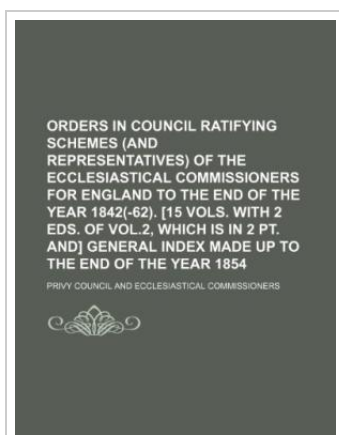 ORDERS IN COUNCIL RATIFYING
SCHEMES (AND
REPRESENTATIVES) OF THE
ECCLESIASTICAL COMMISSIONERS
FOR ENGLAND TO THE END OF THE
YEAR 1842(-62). [15 VOLS. WITH 2
EDS. OF VOL.2, WHICH IS IN 2 PT.
AND] GENERAL INDEX MADE UP TO
THE END OF THE YEAR 1854
PRIVY COUNCIL AND ECCLESIASTICAL COMMISSIONERS